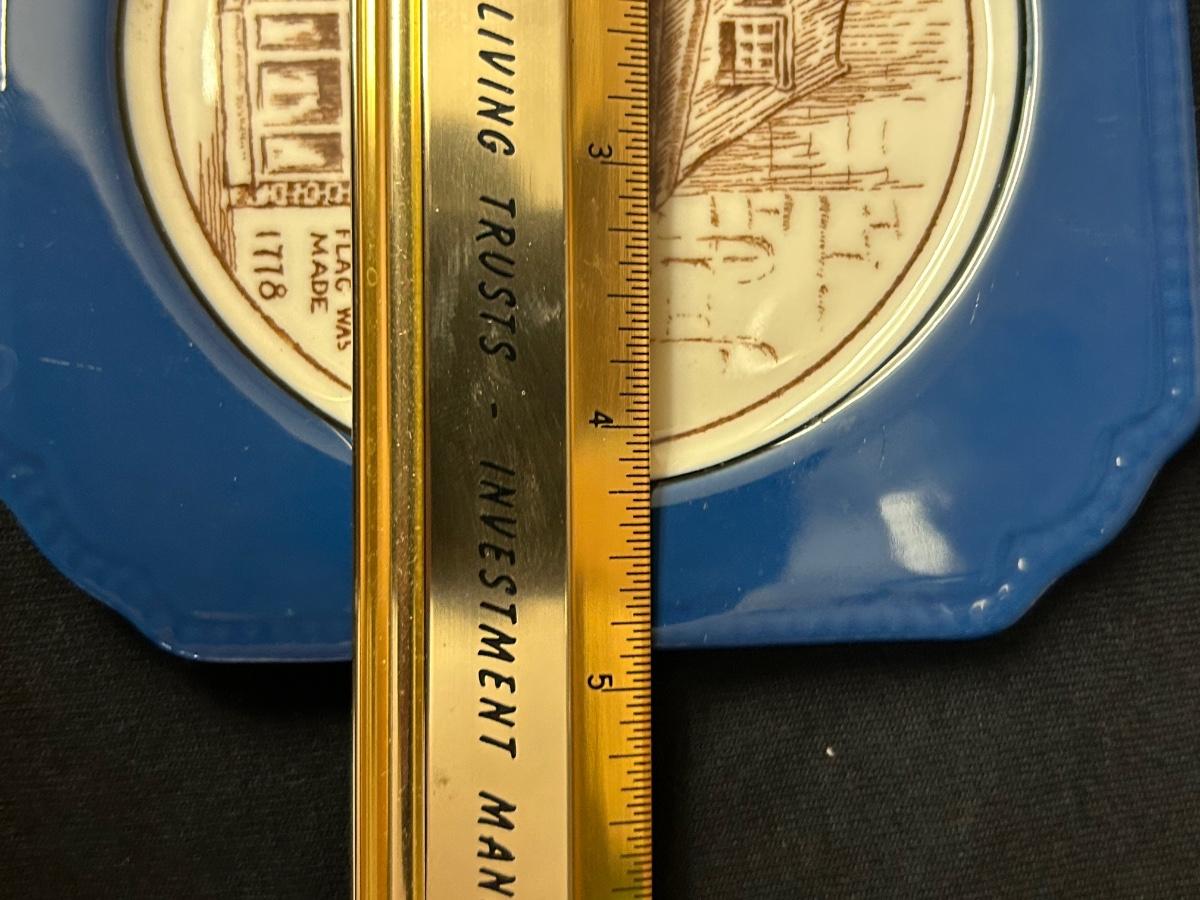 LIVING TRUSTS - INVESTMENT MAN
3
4
5
FLAG WAS
MADE
1778